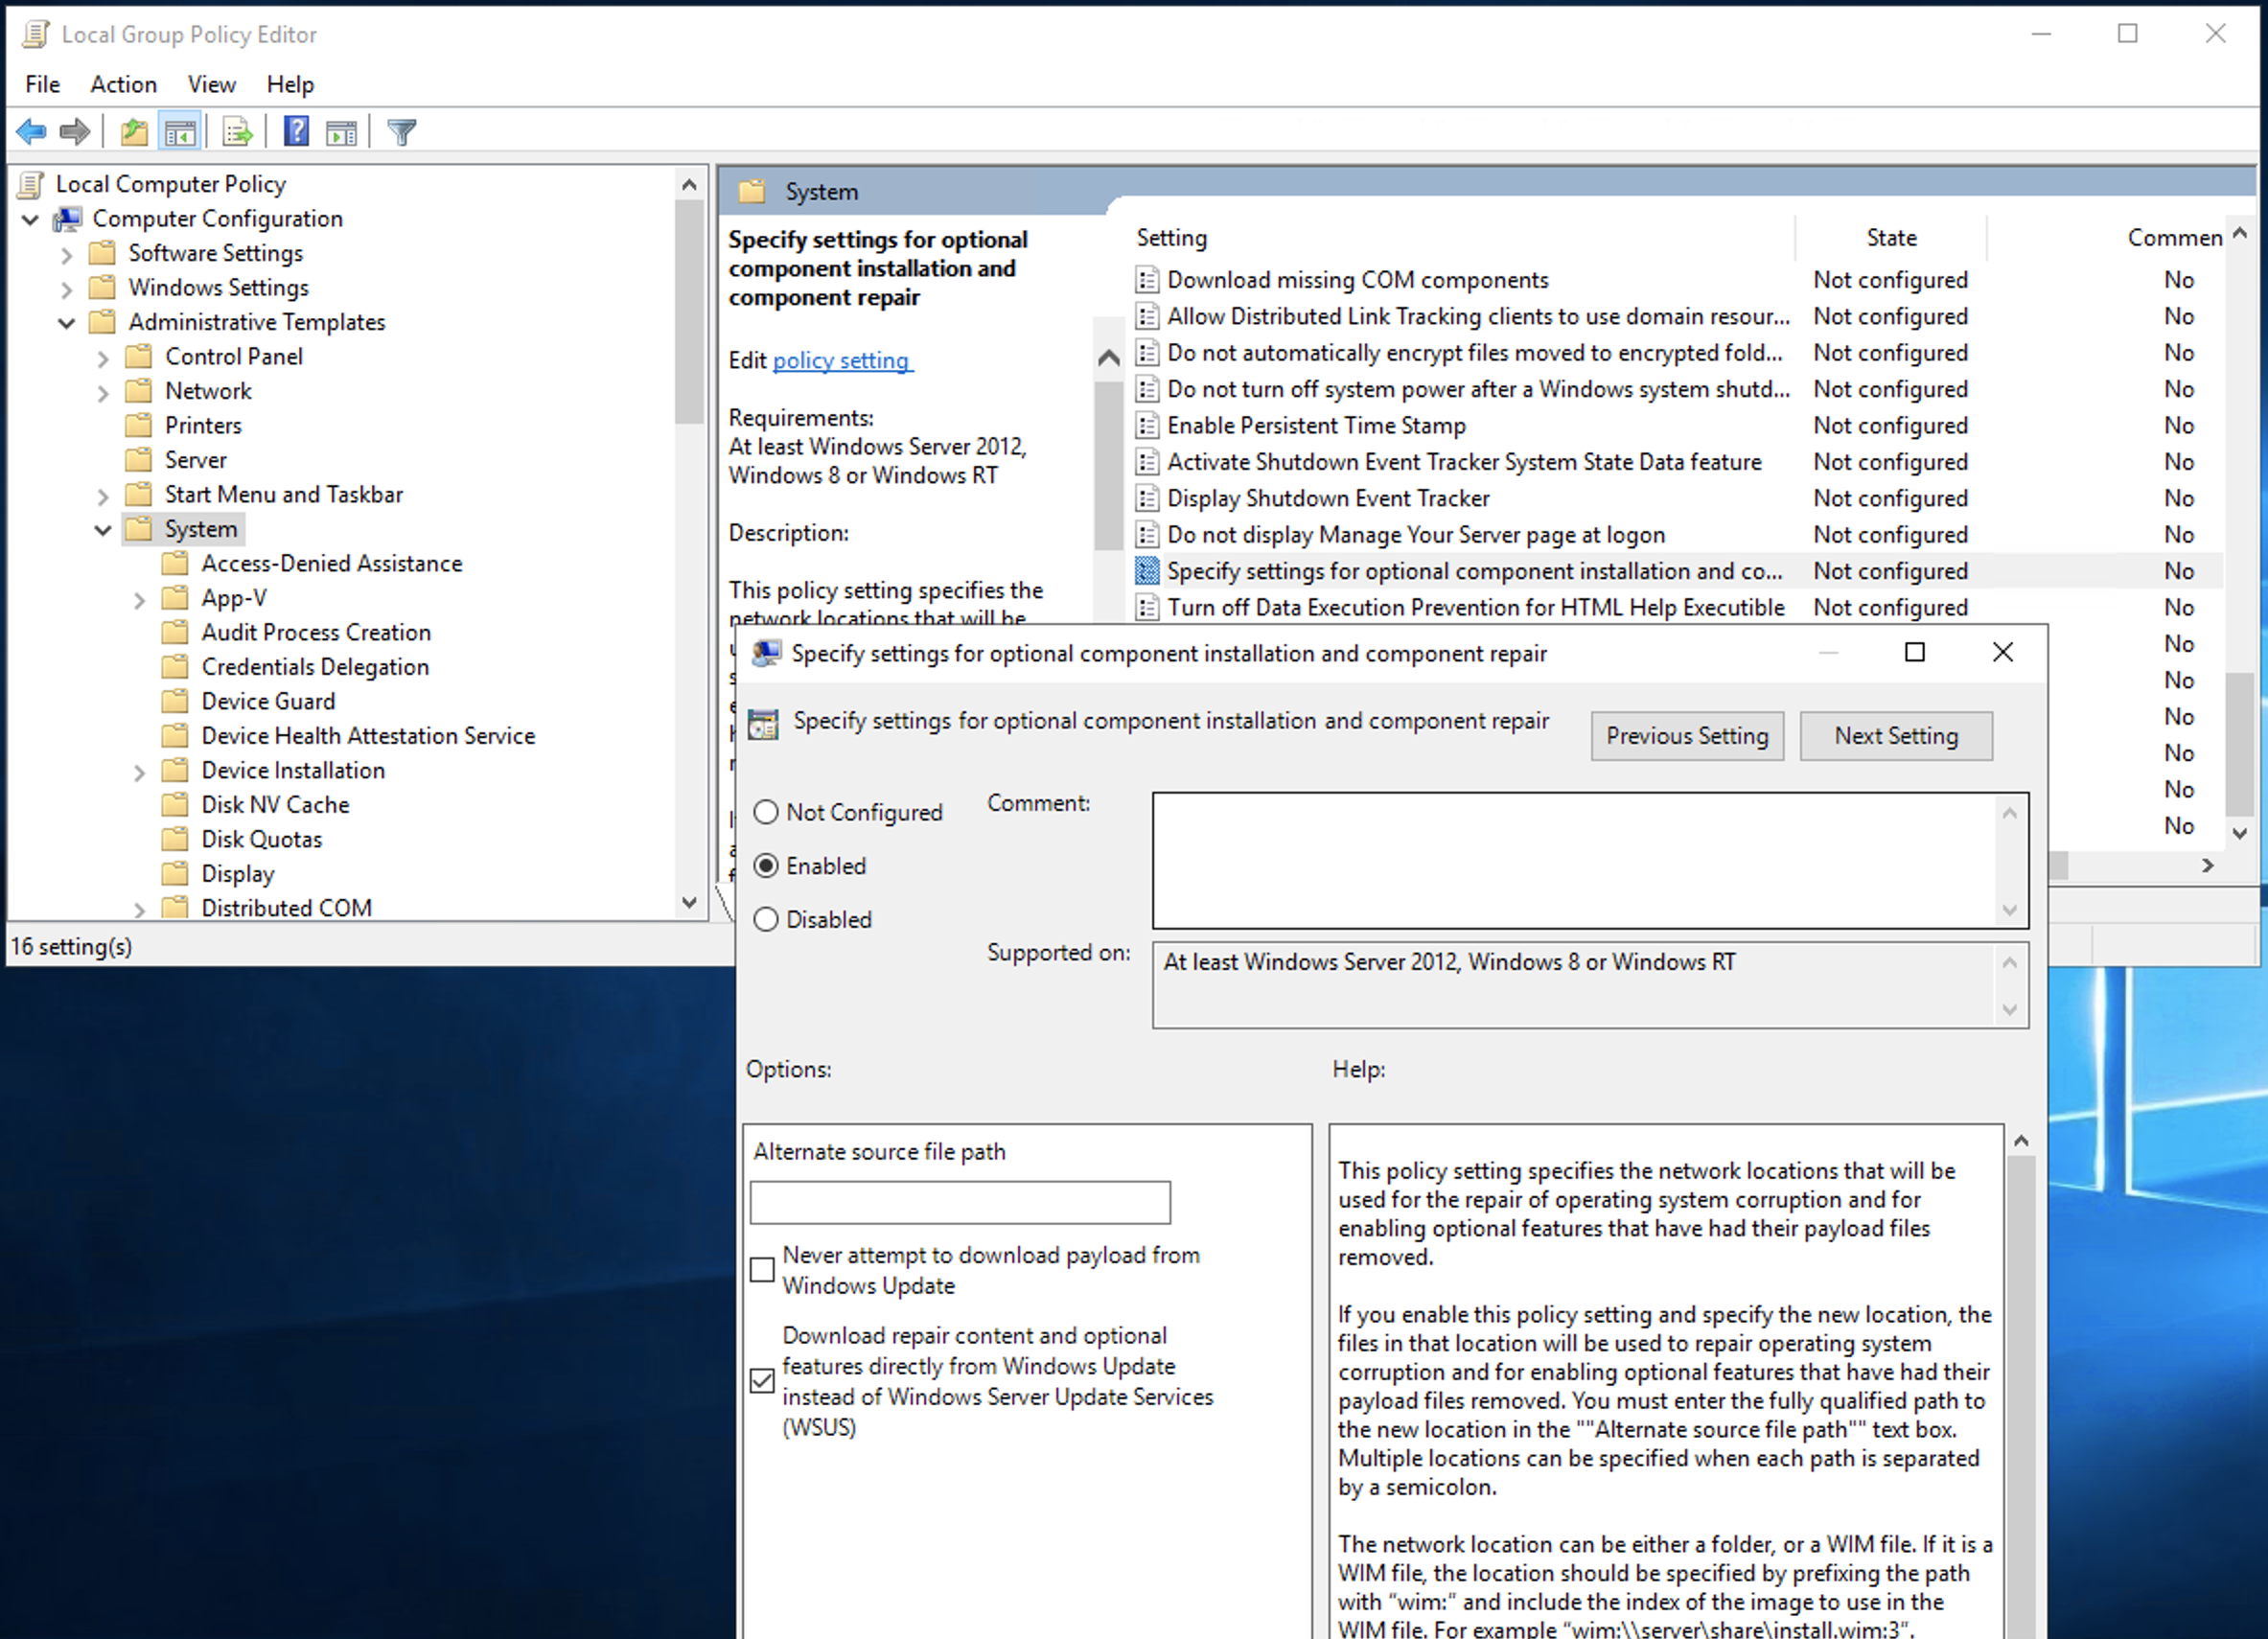 Local Group Policy Editor
File Action View Help
Local Computer Policy
Computer Configuration
Software Settings
Windows Settings
Administrative Templates
Control Panel
Network
Printers
Server
Start Menu and Taskbar
System
Access-Denied Assistance
App-V
Audit Process Creation
Credentials Delegation
Device Guard
Device Health Attestation Service
Device Installation
Disk NV Cache
Disk Quotas
Display
Distributed COM
16 setting(s)
System
Specify settings for optional
component installation and
component repair
Edit policy setting
Requirements:
At least Windows Server 2012,
Windows 8 or Windows RT
Description:
This policy setting specifies the
network locations that will be
Setting State Commen
Download missing COM components Not configured No
Allow Distributed Link Tracking clients to use domain resour... Not configured No
Do not automatically encrypt files moved to encrypted fold... Not configured No
Do not turn off system power after a Windows system shutd... Not configured No
Enable Persistent Time Stamp Not configured No
Activate Shutdown Event Tracker System State Data feature Not configured No
Display Shutdown Event Tracker Not configured No
Do not display Manage Your Server page at logon Not configured No
Specify settings for optional component installation and co... Not configured No
Turn off Data Execution Prevention for HTML Help Executible Not configured No
No
No
No
No
No
No
Specify settings for optional component installation and component repair
Specify settings for optional component installation and component repair
Previous Setting Next Setting
Not Configured
Enabled
Disabled
Comment:
Supported on:
At least Windows Server 2012, Windows 8 or Windows RT
Options:
Help:
Alternate source file path
Never attempt to download payload from
Windows Update
Download repair content and optional
features directly from Windows Update
instead of Windows Server Update Services
(WSUS)
This policy setting specifies the network locations that will be
used for the repair of operating system corruption and for
enabling optional features that have had their payload files
removed.
If you enable this policy setting and specify the new location, the
files in that location will be used to repair operating system
corruption and for enabling optional features that have had their
payload files removed. You must enter the fully qualified path to
the new location in the ""Alternate source file path"" text box.
Multiple locations can be specified when each path is separated
by a semicolon.
The network location can be either a folder, or a WIM file. If it is a
WIM file, the location should be specified by prefixing the path
with “wim:” and include the index of the image to use in the
WIM file. For example “wim:\\server\share\install.wim:3”.